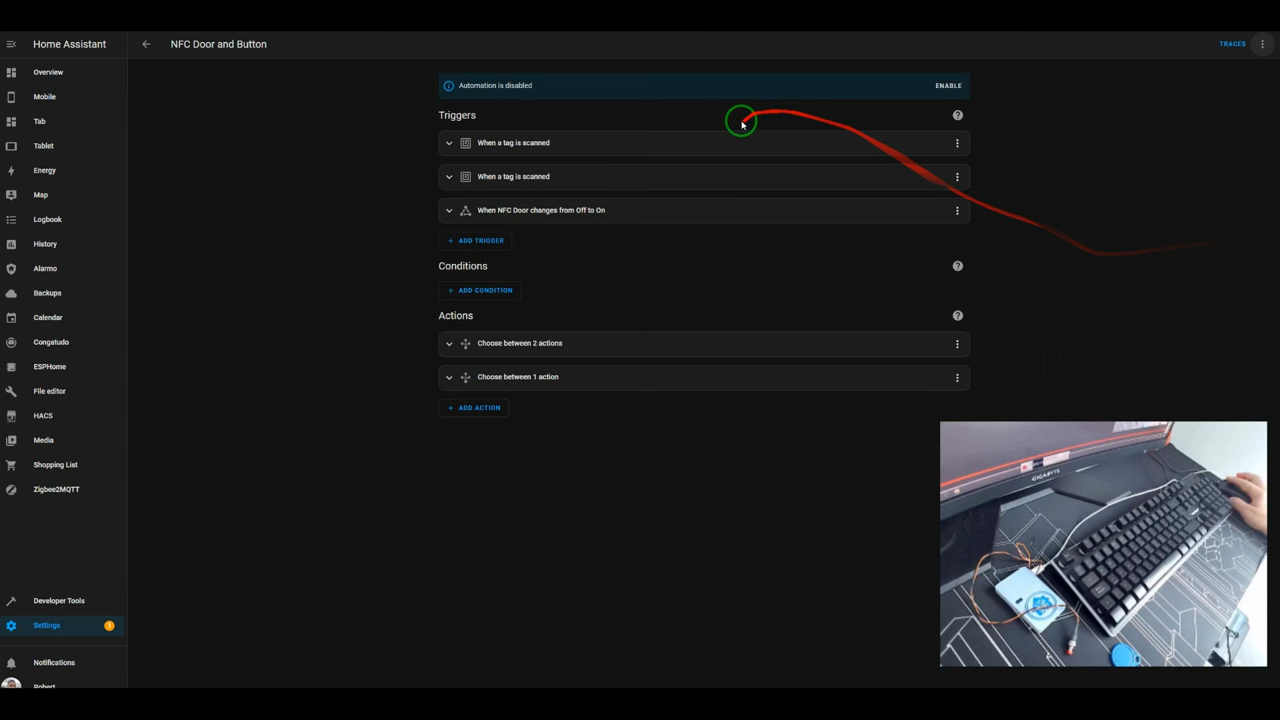 Home Assistant
NFC Door and Button
TRACES
Overview
Mobile
Tab
Tablet
Energy
Map
Logbook
History
Alarmo
Backups
Calendar
Congatudo
ESPHome
File editor
HACS
Media
Shopping List
Zigbee2MQTT
Developer Tools
Settings 1
Notifications
Robert
Automation is disabled
ENABLE
Triggers
When a tag is scanned
When a tag is scanned
When NFC Door changes from Off to On
+ ADD TRIGGER
Conditions
+ ADD CONDITION
Actions
Choose between 2 actions
Choose between 1 action
+ ADD ACTION
GIGABYTE